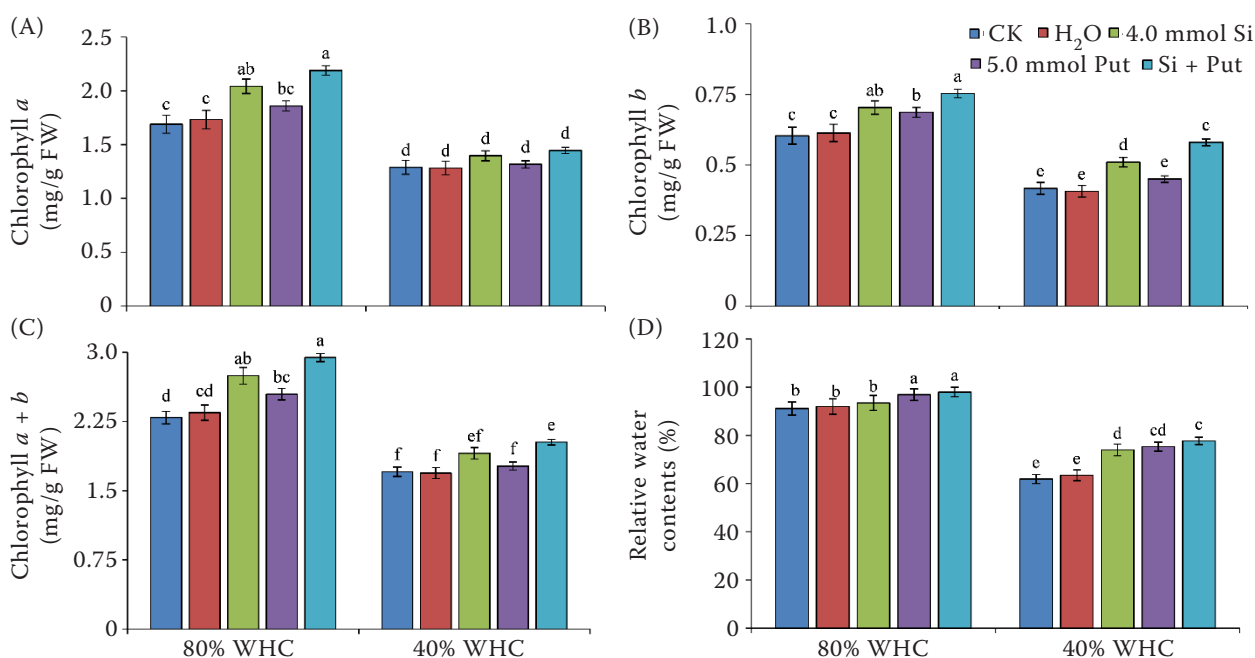 (A)
Chlorophyll a
(mg/g FW)
2.5
2.0
1.5
1.0
0.5
0
c
c
ab
bc
a
d
d
d
d
d
(B)
Chlorophyll b
(mg/g FW)
1.0
0.75
0.5
0.25
0
CK H₂O 4.0 mmol Si
5.0 mmol Put Si + Put
c
c
ab
b
a
e
e
d
e
c
(C)
Chlorophyll a + b
(mg/g FW)
3.0
2.25
1.5
0.75
0
d
cd
ab
bc
a
f
f
ef
f
e
80% WHC
40% WHC
(D)
Relative water
contents (%)
120
100
80
60
40
20
0
b
b
b
a
a
e
e
d
cd
c
80% WHC
40% WHC